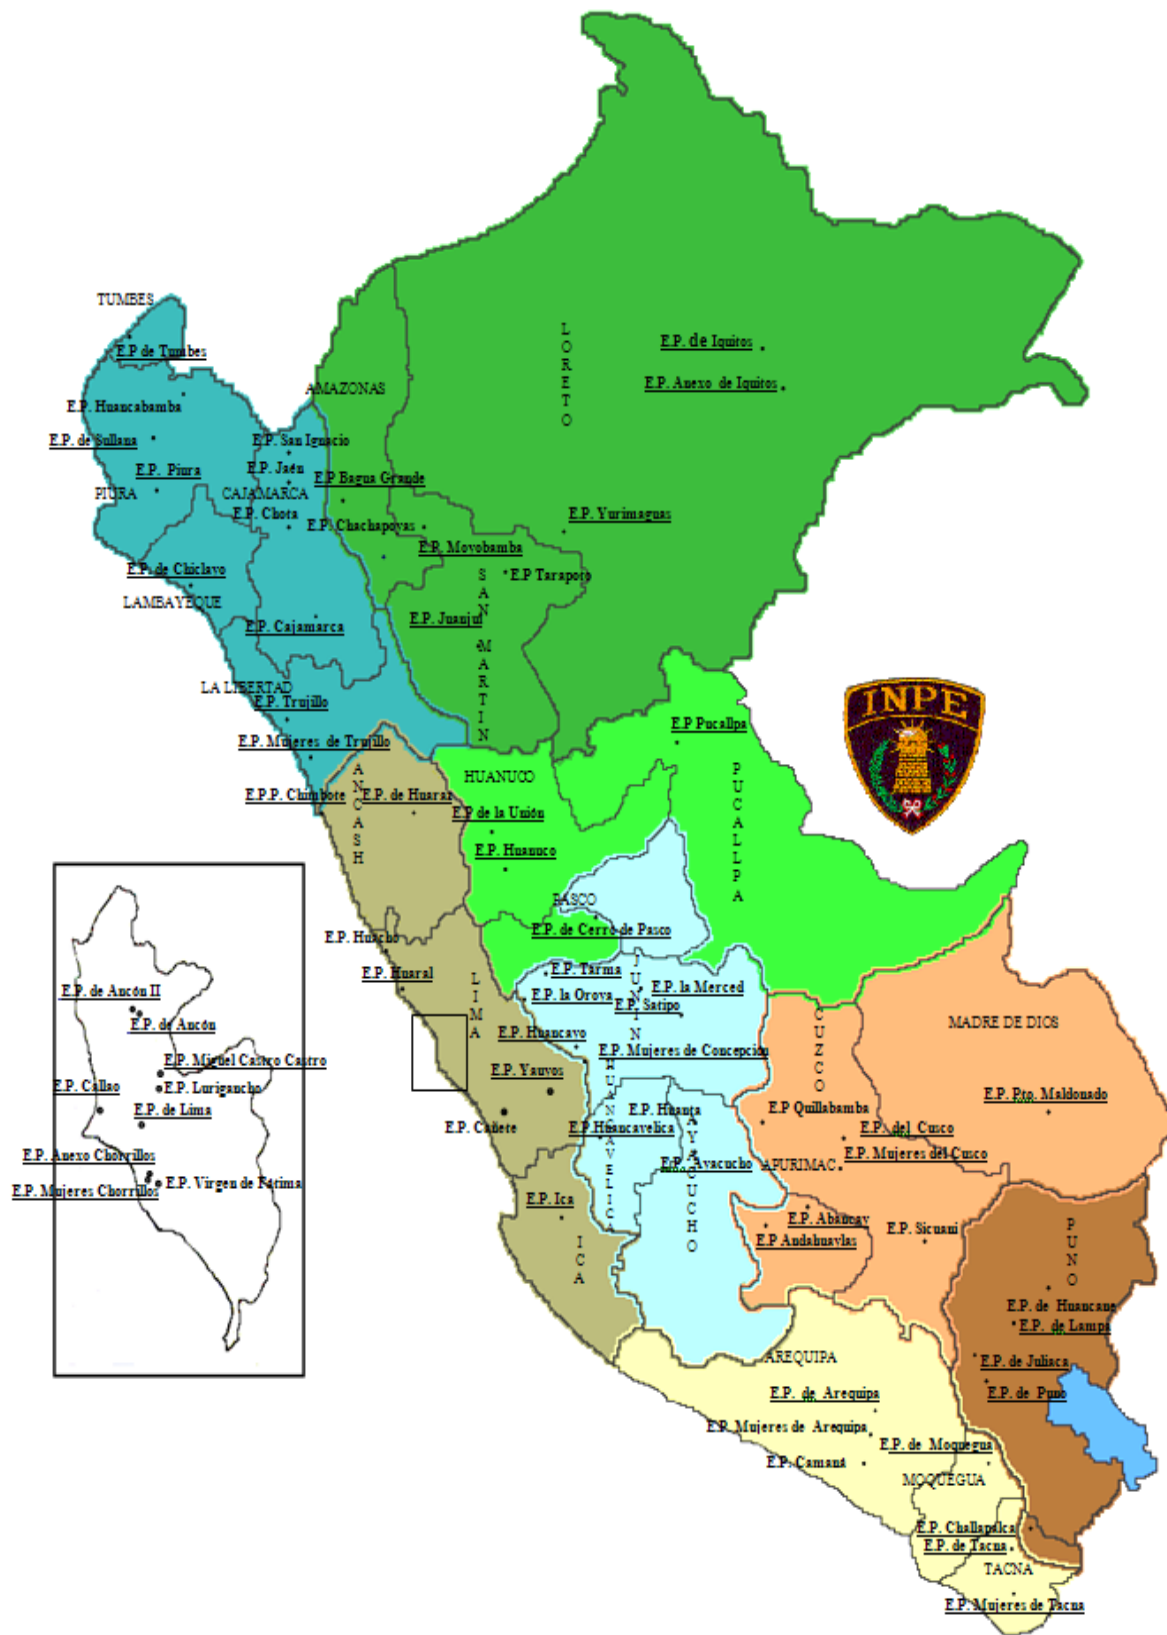 TUMBES
E.P de Tumbes
AMAZONAS
LORETO
E.P. de Iquitos
E.P. Anexo de Iquitos
E.P. Huancabamba
E.P. de Sullana
E.P. San Ignacio
E.P. Piura
E.P. Jaén
E.P Bagua Grande
PIURA
CAJAMARCA
E.P. Chota
E.P. Chachapoyas
E.P. Yurimaguas
E.P. Moyobamba
E.P. de Chiclayo
SAN MARTIN
E.P Tarapoto
LAMBAYEQUE
E.P. Cajamarca
E.P. Juanjuí
LA LIBERTAD
E.P. Trujillo
INPE
E.P. Mujeres de Trujillo
E.P Pucallpa
ANCASH
HUANUCO
PUCALLPA
E.P.P. Chimbote
E.P. de Huaraz
E.P de la Unión
E.P. Huanuco
PASCO
E.P. de Cerro de Pasco
E.P. Huacho
E.P. Huaral
LIMA
E.P. Tarma
JUNIN
E.P. la Merced
E.P. la Oroya
E.P. Satipo
E.P. de Ancón II
E.P. de Ancón
CUZCO
MADRE DE DIOS
E.P. Huancayo
E.P. Mujeres de Concepción
E.P. Miguel Castro Castro
E.P. Yauyos
HUANCAVELICA
E.P. Callao
E.P. Lurigancho
E.P. de Lima
E.P. Cañete
E.P. Huanta
E.P Huancavelica
AYACUCHO
E.P Quillabamba
E.P. Pto. Maldonado
E.P. del Cusco
E.P. Mujeres del Cusco
E.P. Anexo Chorrillos
E.P. Mujeres Chorrillos
E.P. Virgen de Fátima
E.P. Ayacucho
APURIMAC
E.P. Ica
ICA
E.P. Abancay
E.P Andahuaylas
E.P. Sicuani
PUNO
E.P. de Huancane
E.P. de Lampa
AREQUIPA
E.P. de Juliaca
E.P. de Puno
E.P. de Arequipa
E.P. Mujeres de Arequipa
E.P. de Moquegua
E.P. Camaná
MOQUEGUA
E.P. Challapalca
E.P. de Tacna
TACNA
E.P. Mujeres de Tacna